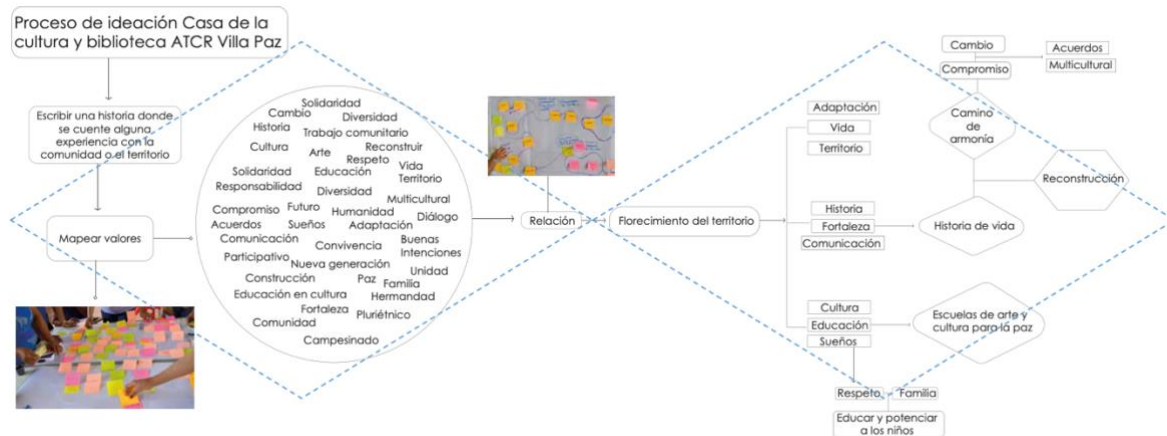 Proceso de ideación Casa de la
cultura y biblioteca ATCR Villa Paz
Escribir una historia donde
se cuente alguna
experiencia con la
comunidad o el territorio
Mapear valores
Solidaridad
Cambio
Diversidad
Historia
Trabajo comunitario
Cultura
Arte
Reconstruir
Respeto
Vida
Solidaridad
Educación
Territorio
Responsabilidad
Diversidad
Multicultural
Compromiso
Futuro
Humanidad
Diálogo
Acuerdos
Sueños
Adaptación
Comunicación
Convivencia
Buenas
Intenciones
Participativo
Nueva generación
Unidad
Construcción
Paz
Familia
Educación en cultura
Hermandad
Fortaleza
Pluriétnico
Comunidad
Campesinado
Relación
Florecimiento del territorio
Adaptación
Vida
Territorio
Historia
Fortaleza
Comunicación
Cultura
Educación
Sueños
Respeto
Familia
Educar y potenciar
a los niños
Cambio
Compromiso
Acuerdos
Multicultural
Camino
de
armonía
Reconstrucción
Historia de vida
Escuelas de arte y
cultura para la paz